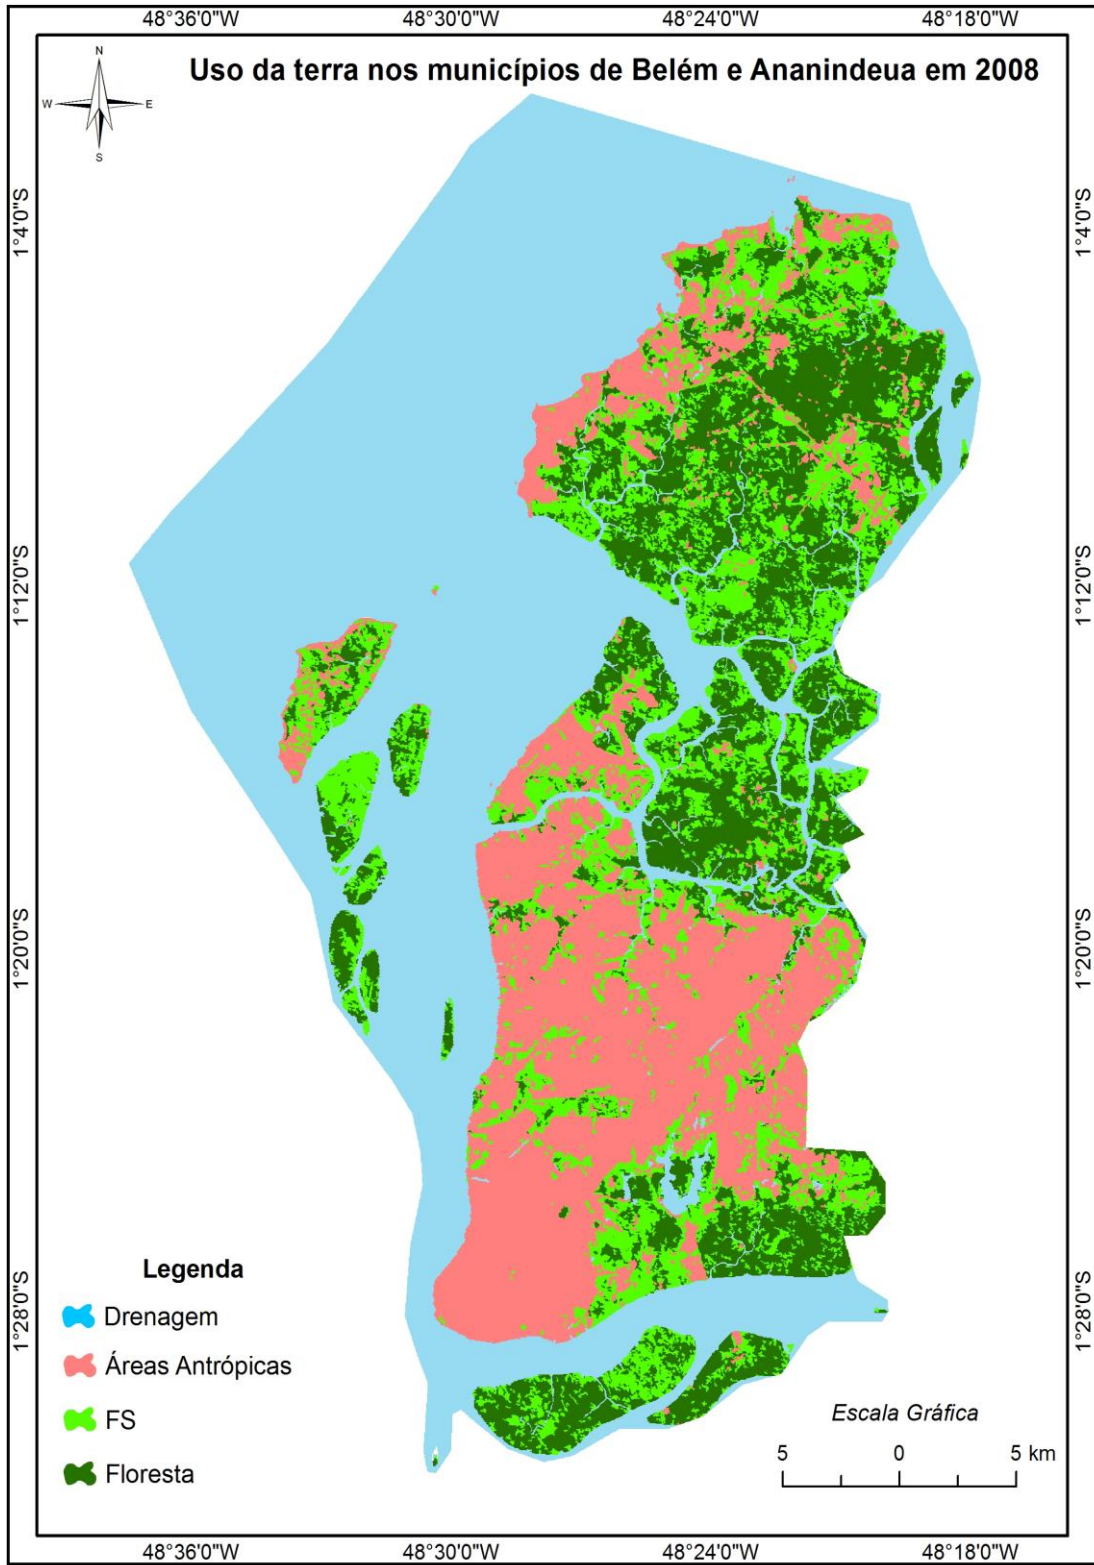 48°36'0"W 48°30'0"W 48°24'0"W 48°18'0"W
Uso da terra nos municípios de Belém e Ananindeua em 2008
N
W E
S
1°4'0"S 1°4'0"S
1°12'0"S 1°12'0"S
1°20'0"S 1°20'0"S
1°28'0"S 1°28'0"S
Legenda
Drenagem
Áreas Antrópicas
FS
Floresta
Escala Gráfica
5 0 5 km
48°36'0"W 48°30'0"W 48°24'0"W 48°18'0"W